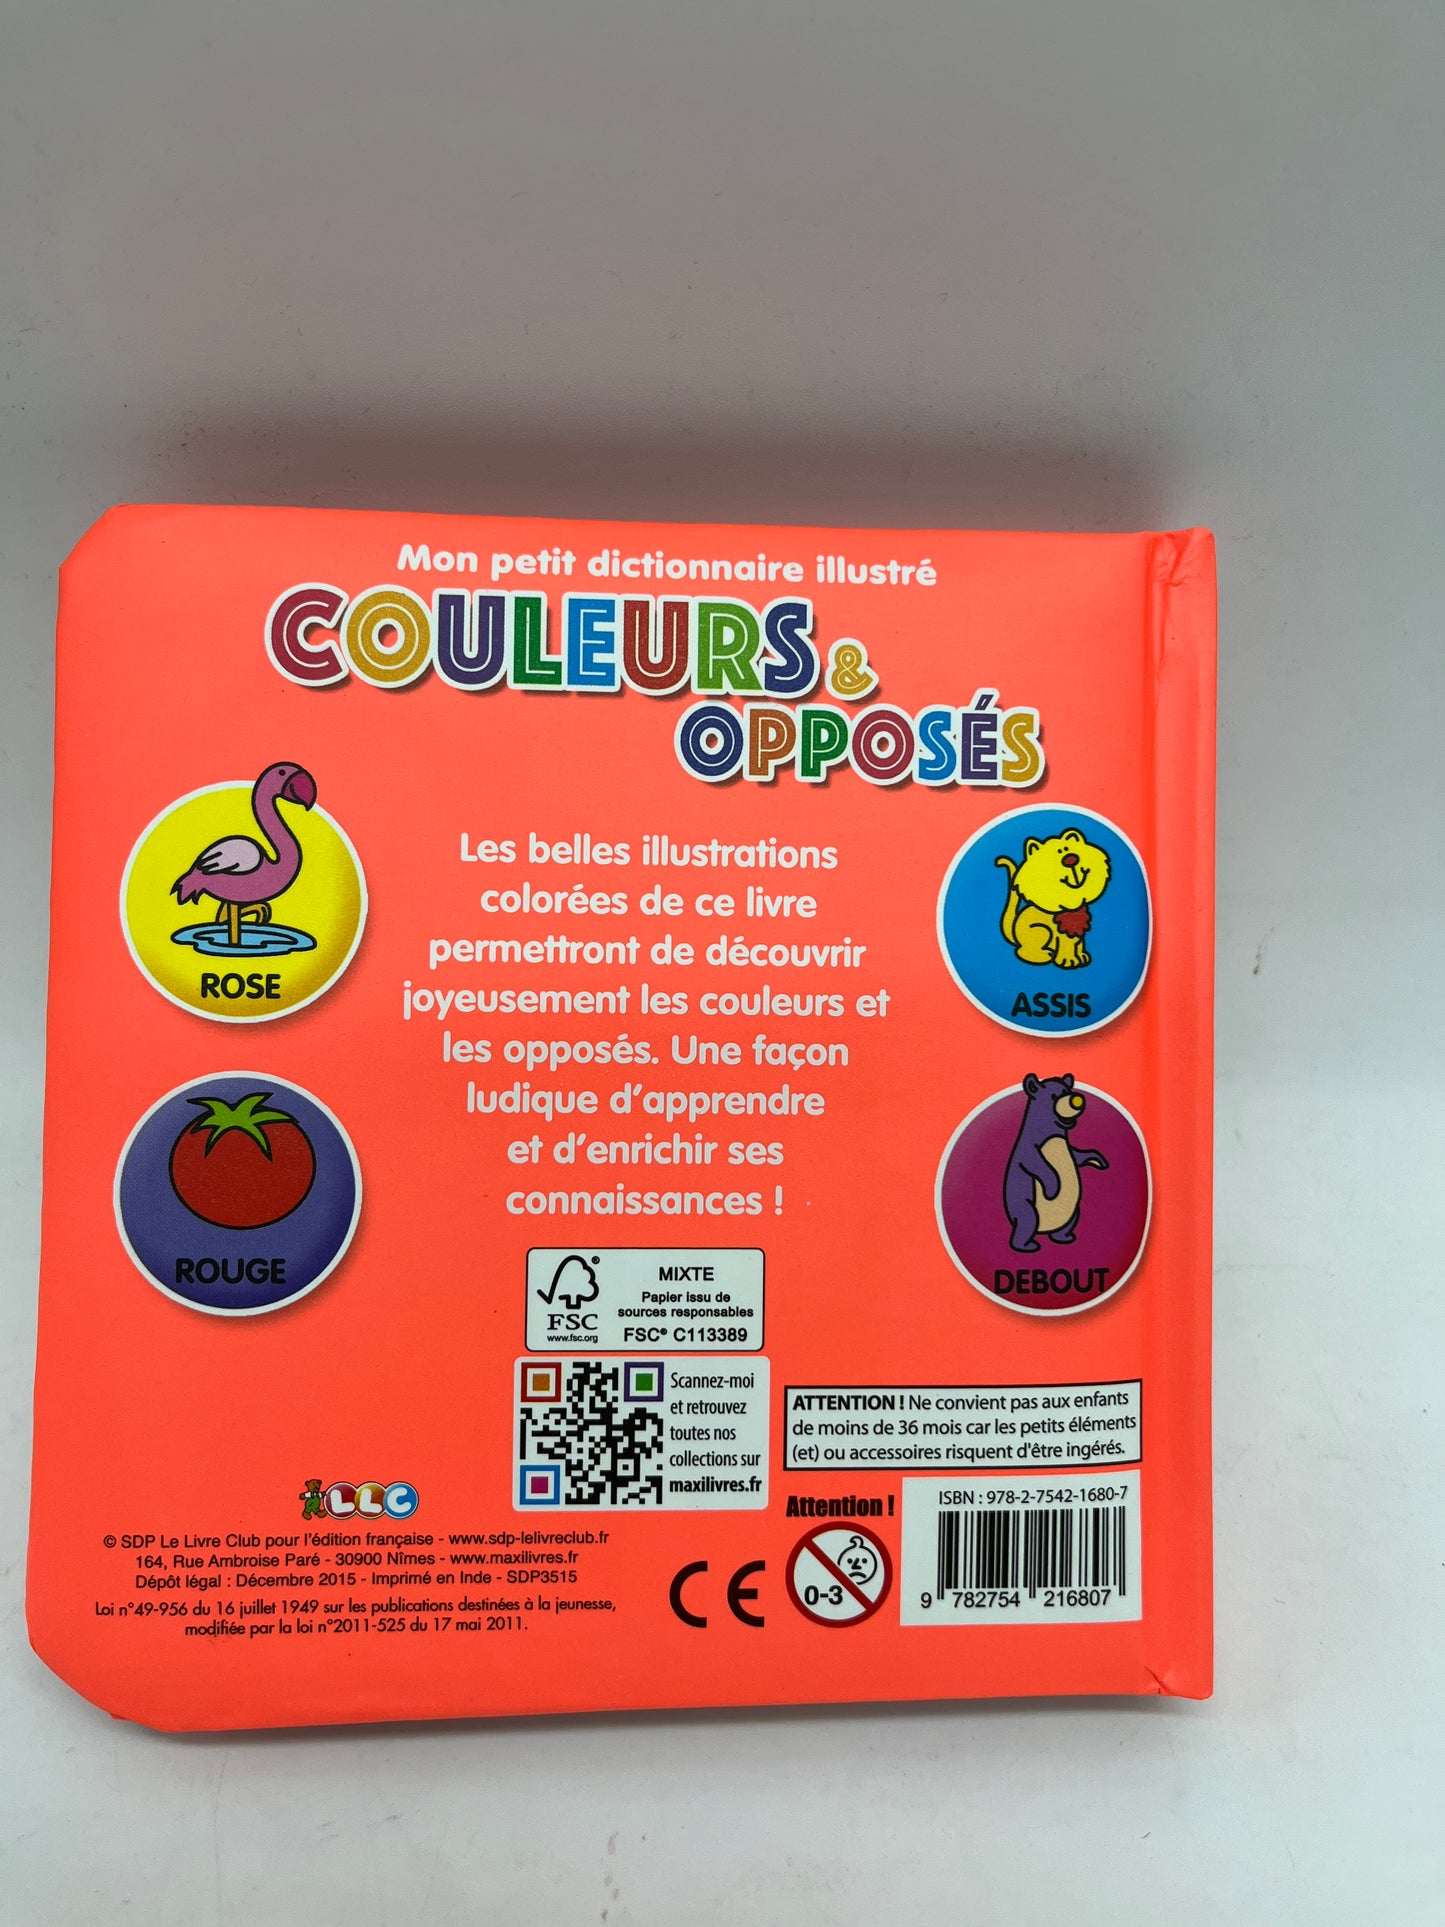 Mon petit dictionnaire illustré
COULEURS &
OPPOSÉS
ROSE
ASSIS
Les belles illustrations
colorées de ce livre
permettront de découvrir
joyeusement les couleurs et
les opposés. Une façon
ludique d'apprendre
et d'enrichir ses
connaissances !
ROUGE
DEBOUT
FSC®
www.fsc.org
MIXTE
Papier issu de
sources responsables
FSC® C113389
Scannez-moi
et retrouvez
toutes nos
collections sur
maxilivres.fr
ATTENTION ! Ne convient pas aux enfants
de moins de 36 mois car les petits éléments
(et) ou accessoires risquent d'être ingérés.
LLC
© SDP Le Livre Club pour l'édition française - www.sdp-lelivreclub.fr
164, Rue Ambroise Paré - 30900 Nîmes - www.maxilivres.fr
Dépôt légal : Décembre 2015 - Imprimé en Inde - SDP3515
Loi n°49-956 du 16 juillet 1949 sur les publications destinées à la jeunesse,
modifiée par la loi n°2011-525 du 17 mai 2011.
CE
Attention !
0-3
ISBN : 978-2-7542-1680-7
9 782754 216807